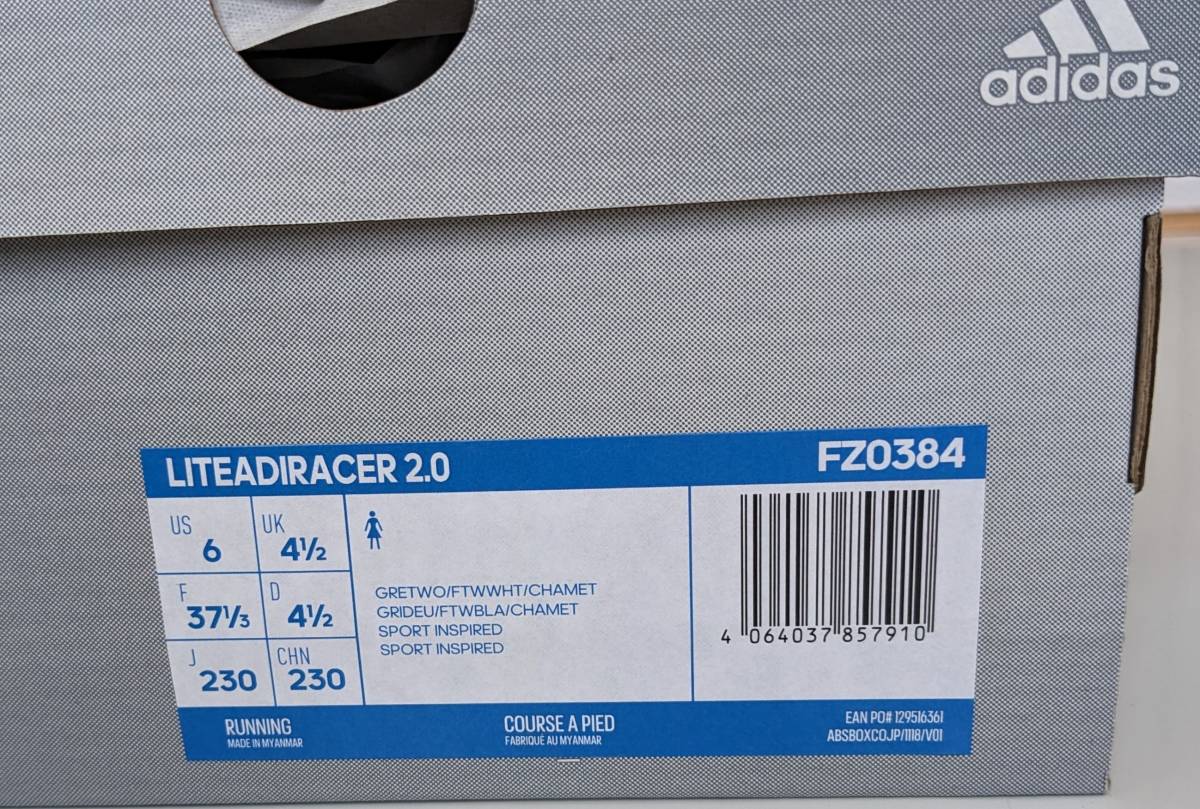 adidas
LITEADIRACER 2.0
FZ0384
US
6
UK
4½
F
37⅓
D
4½
J
230
CHN
230
GRETWO/FTWWHT/CHAMET
GRIDEU/FTWBLA/CHAMET
SPORT INSPIRED
SPORT INSPIRED
4 064037 857910
RUNNING
MADE IN MYANMAR
COURSE A PIED
FABRIQUÉ AU MYANMAR
EAN PO# 129516361
ABSBOXCOJP/1118/V01